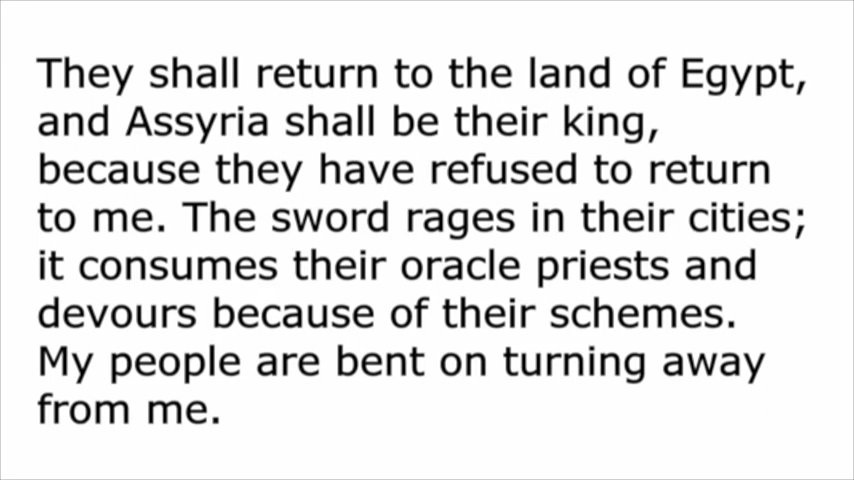 They shall return to the land of Egypt,
and Assyria shall be their king,
because they have refused to return
to me. The sword rages in their cities;
it consumes their oracle priests and
devours because of their schemes.
My people are bent on turning away
from me.